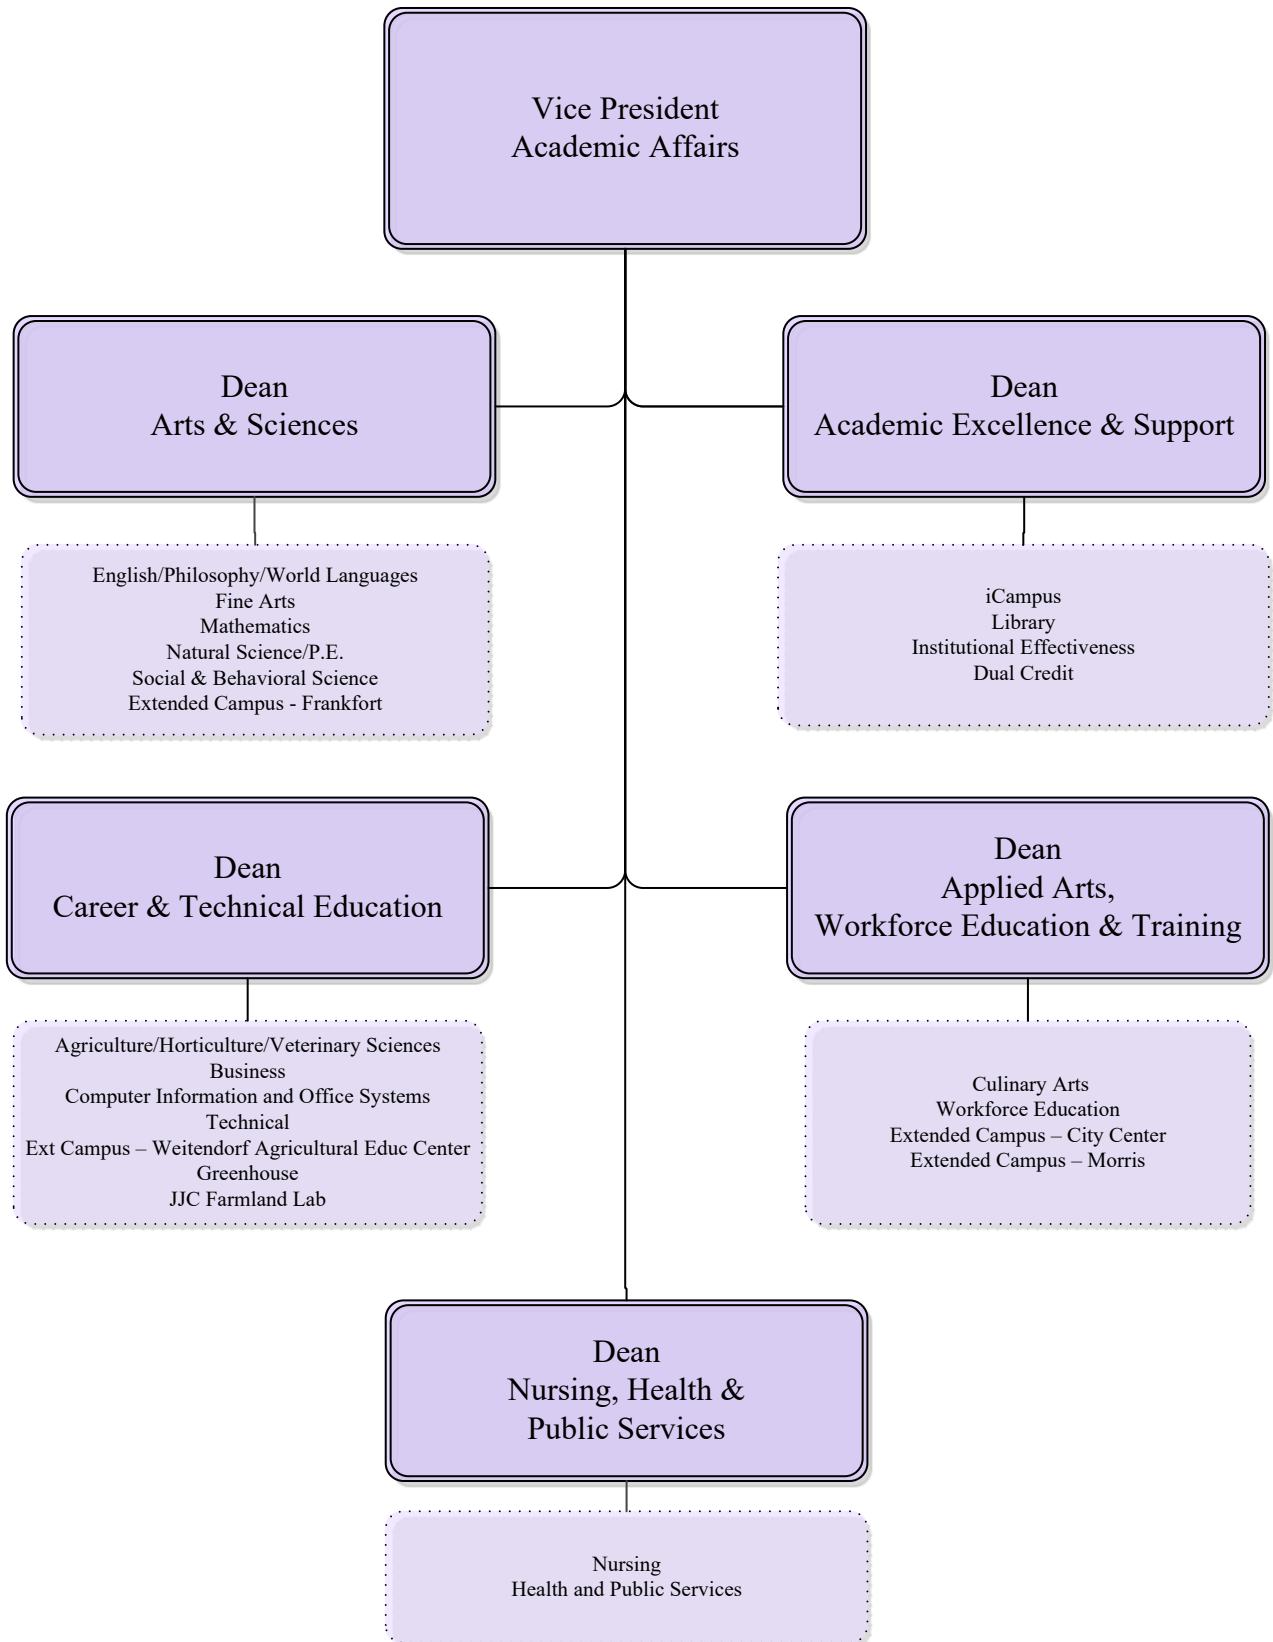 Vice President
Academic Affairs
Dean
Arts & Sciences
Dean
Academic Excellence & Support
English/Philosophy/World Languages
Fine Arts
Mathematics
Natural Science/P.E.
Social & Behavioral Science
Extended Campus - Frankfort
iCampus
Library
Institutional Effectiveness
Dual Credit
Dean
Career & Technical Education
Dean
Applied Arts,
Workforce Education & Training
Agriculture/Horticulture/Veterinary Sciences
Business
Computer Information and Office Systems
Technical
Ext Campus – Weitendorf Agricultural Educ Center
Greenhouse
JJC Farmland Lab
Culinary Arts
Workforce Education
Extended Campus – City Center
Extended Campus – Morris
Dean
Nursing, Health &
Public Services
Nursing
Health and Public Services